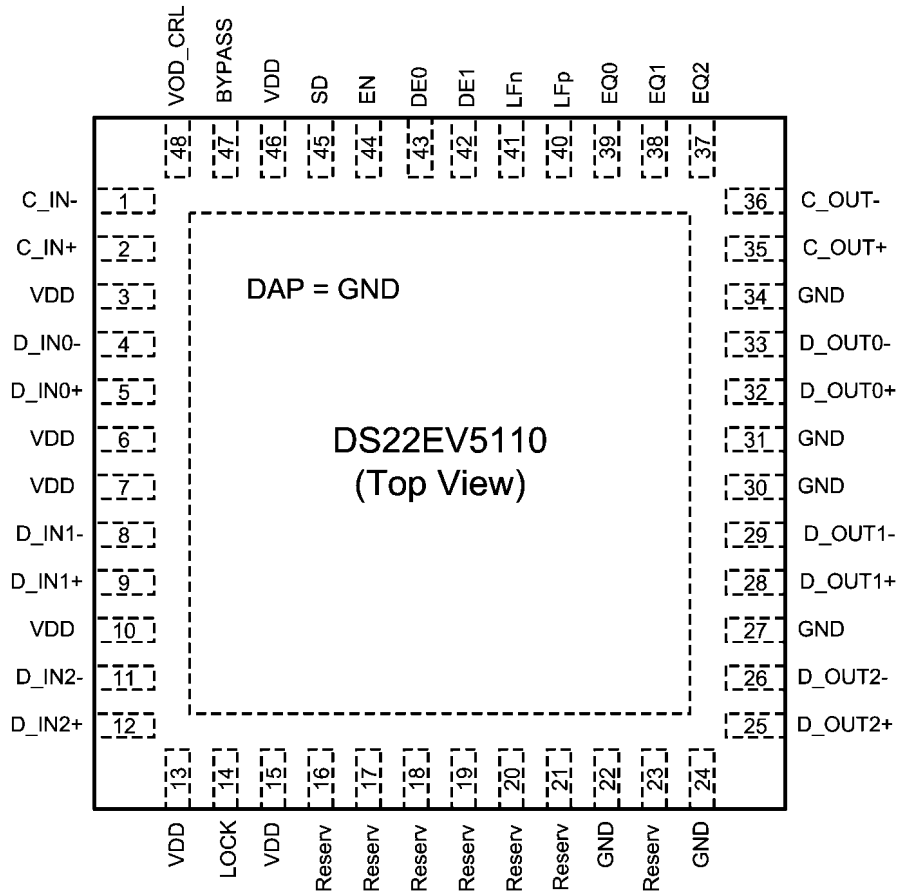 VOD_CRL
BYPASS
VDD
SD
EN
DE0
DE1
LFn
LFp
EQ0
EQ1
EQ2
48
47
46
45
44
43
42
41
40
39
38
37
C_IN- 1
C_IN+ 2
VDD 3
D_IN0- 4
D_IN0+ 5
VDD 6
VDD 7
D_IN1- 8
D_IN1+ 9
VDD 10
D_IN2- 11
D_IN2+ 12
DAP = GND
DS22EV5110
(Top View)
36 C_OUT-
35 C_OUT+
34 GND
33 D_OUT0-
32 D_OUT0+
31 GND
30 GND
29 D_OUT1-
28 D_OUT1+
27 GND
26 D_OUT2-
25 D_OUT2+
13
14
15
16
17
18
19
20
21
22
23
24
VDD
LOCK
VDD
Reserv
Reserv
Reserv
Reserv
Reserv
Reserv
GND
Reserv
GND